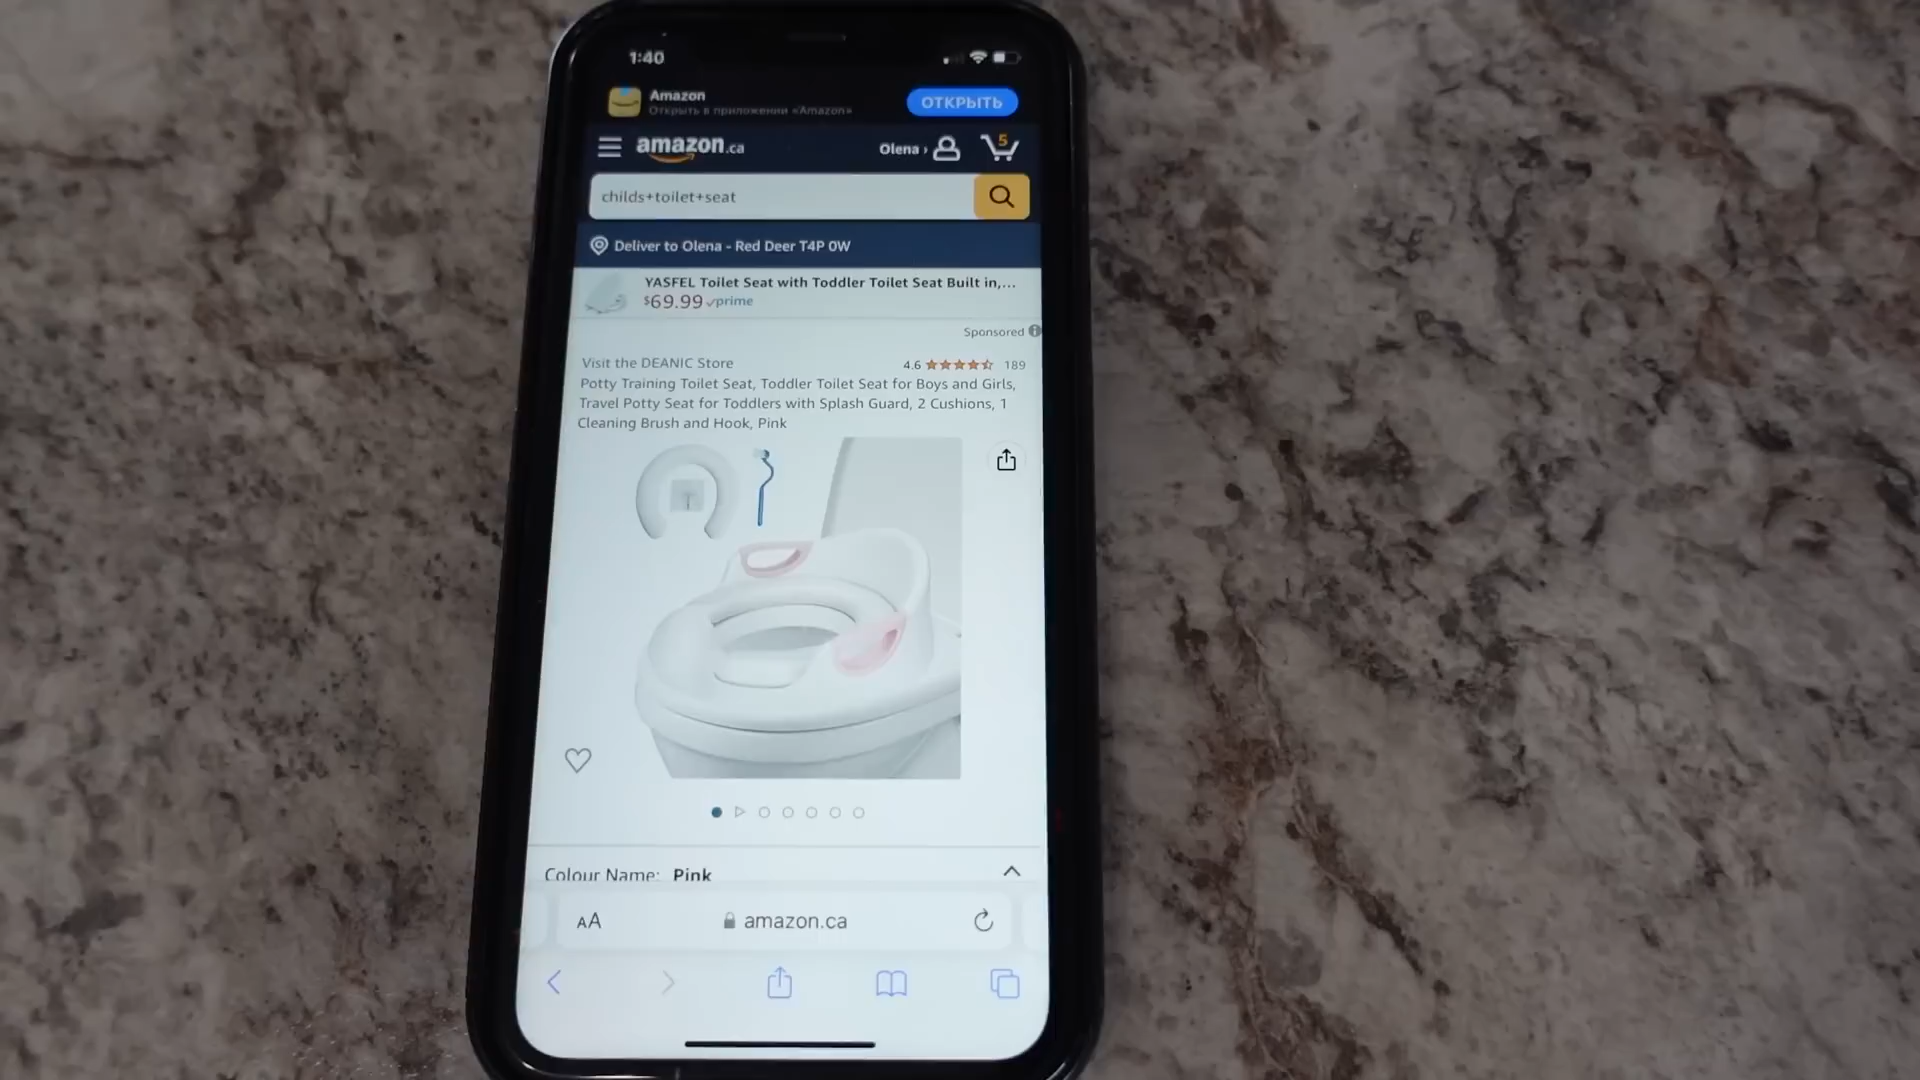 1:40
Amazon
Открыть в приложении «Amazon»
ОТКРЫТЬ
amazon.ca
Olena ›
5
childs+toilet+seat
Deliver to Olena - Red Deer T4P 0W
YASFEL Toilet Seat with Toddler Toilet Seat Built in,...
$69.99 prime
Sponsored
Visit the DEANIC Store
4.6
189
Potty Training Toilet Seat, Toddler Toilet Seat for Boys and Girls,
Travel Potty Seat for Toddlers with Splash Guard, 2 Cushions, 1
Cleaning Brush and Hook, Pink
Colour Name: Pink
AA
amazon.ca